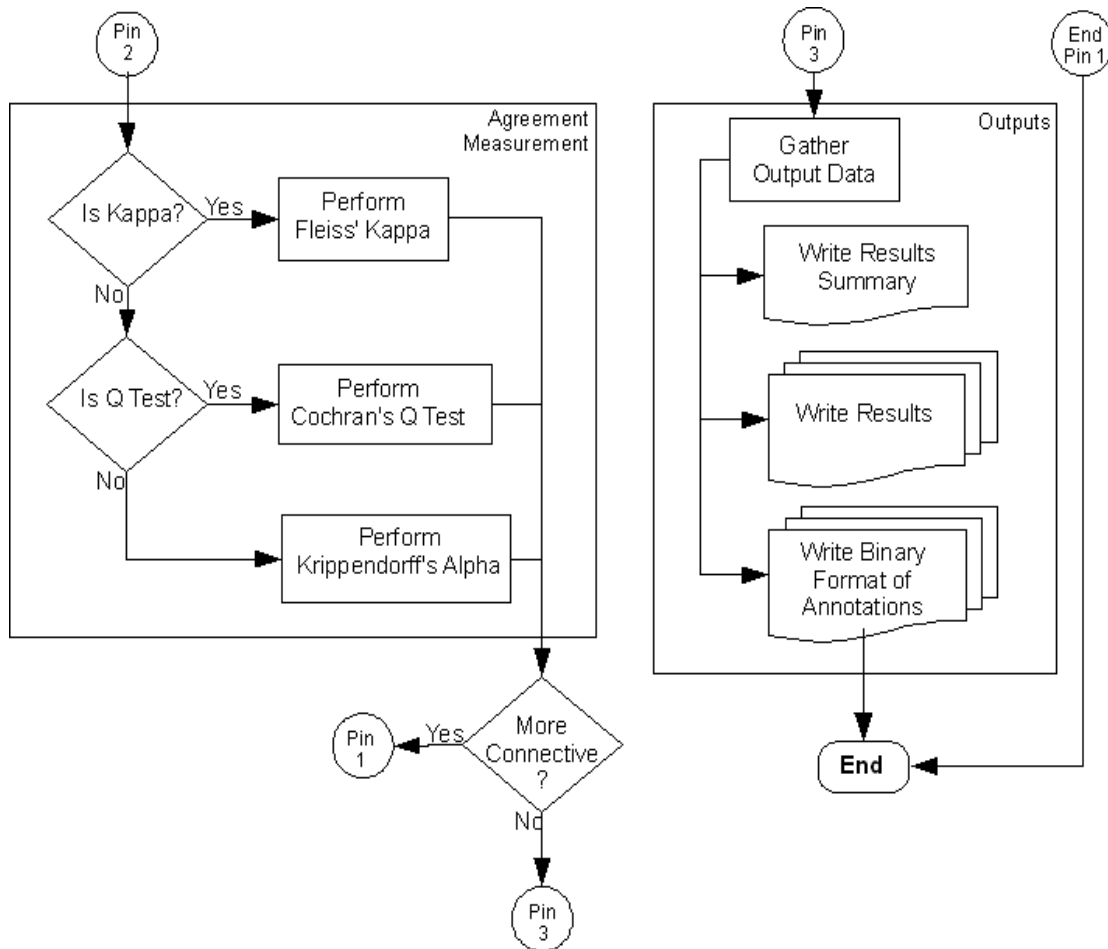 Pin
2
Agreement
Measurement
Is Kappa?
Yes
Perform
Fleiss' Kappa
No
Is Q Test?
Yes
Perform
Cochran's Q Test
No
Perform
Krippendorff's Alpha
More
Connective
?
Yes
Pin
1
No
Pin
3
Pin
3
Outputs
Gather
Output Data
Write Results
Summary
Write Results
Write Binary
Format of
Annotations
End
End
Pin 1